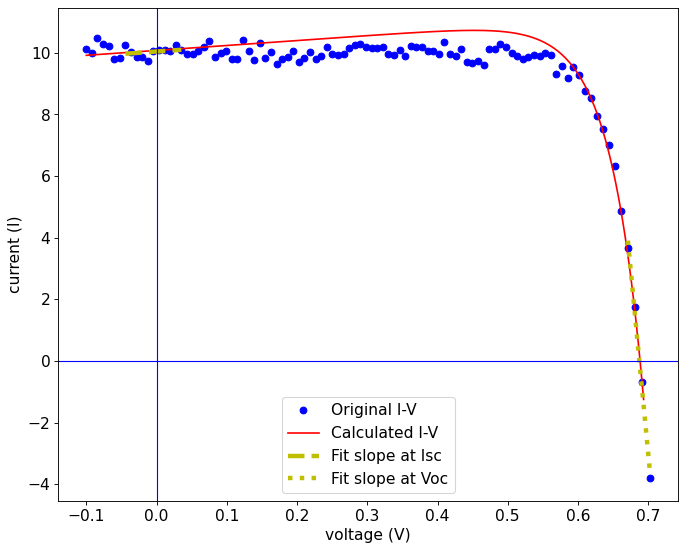 10
8
6
4
2
0
−2
−4
current (I)
Original I-V
Calculated I-V
Fit slope at Isc
Fit slope at Voc
−0.1 0.0 0.1 0.2 0.3 0.4 0.5 0.6 0.7
voltage (V)